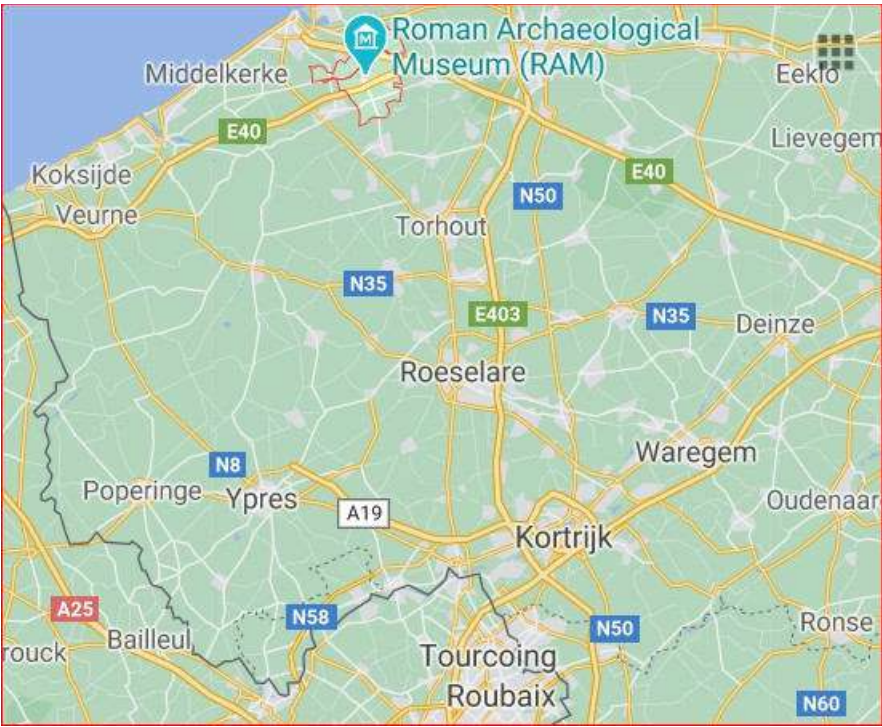 Roman Archaeological
Museum (RAM)
Middelkerke
Eeklo
E40
Lievegem
Koksijde
E40
N50
Veurne
Torhout
N35
E403
N35
Deinze
Roeselare
Waregem
N8
Poperinge
Ypres
A19
Oudenaar
Kortrijk
A25
N58
N50
Ronse
Bailleul
rouck
Tourcoing
Roubaix
N60